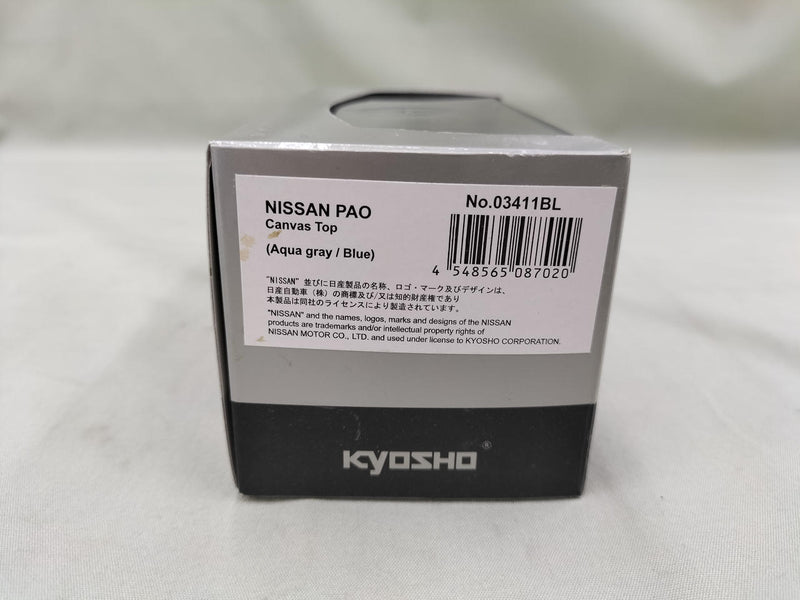 NISSAN PAO
Canvas Top
(Aqua gray / Blue)
No.03411BL
4 548565 087020
"NISSAN" 並びに日産製品の名称、ロゴ・マーク及びデザインは、
日産自動車（株）の商標及び/又は知的財産権であり
本製品は同社のライセンスにより製造されています。
"NISSAN" and the names, logos, marks and designs of the NISSAN
products are trademarks and/or intellectual property rights of
NISSAN MOTOR CO., LTD. and used under license to KYOSHO CORPORATION.
KYOSHO®